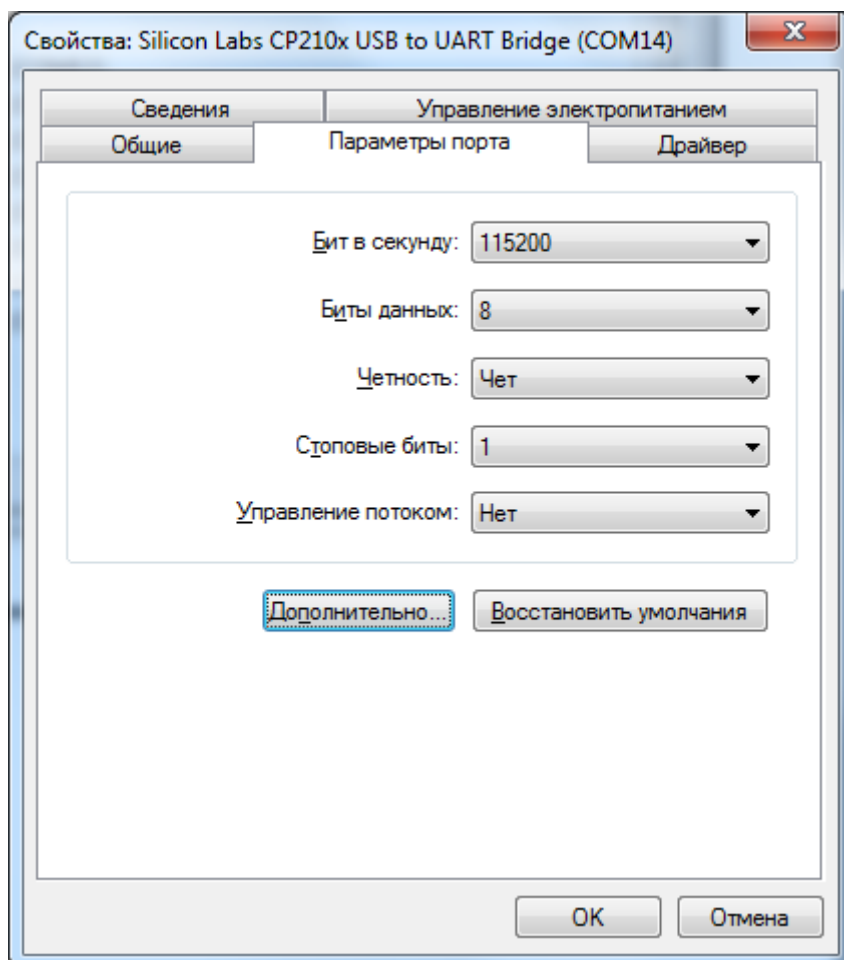 Свойства: Silicon Labs CP210x USB to UART Bridge (COM14)
Сведения
Управление электропитанием
Общие
Параметры порта
Драйвер
Бит в секунду: 115200
Биты данных: 8
Четность: Чет
Стоповые биты: 1
Управление потоком: Нет
Дополнительно... Восстановить умолчания
OK Отмена